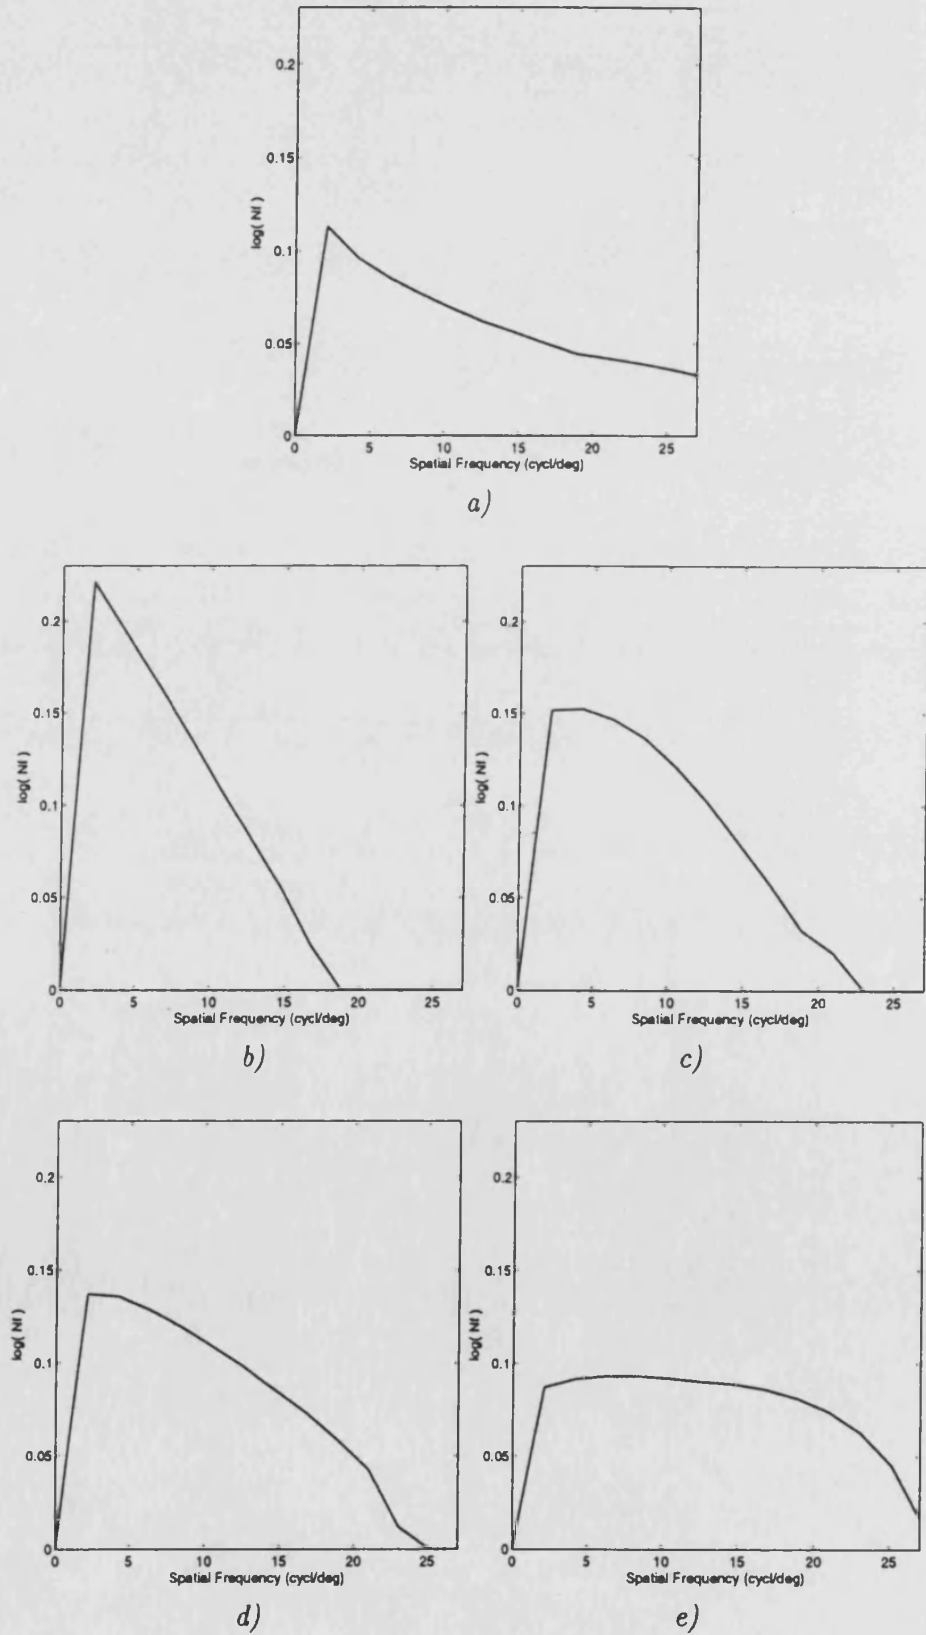 0.2
0.15
log( NI )
0.1
0.05
0
0 5 10 15 20 25
Spatial Frequency (cycl/deg)
a)
0.2 0.2
0.15 0.15
log( NI ) log( NI )
0.1 0.1
0.05 0.05
0 0
0 5 10 15 20 25 0 5 10 15 20 25
Spatial Frequency (cycl/deg) Spatial Frequency (cycl/deg)
b) c)
0.2 0.2
0.15 0.15
log( NI ) log( NI )
0.1 0.1
0.05 0.05
0 0
0 5 10 15 20 25 0 5 10 15 20 25
Spatial Frequency (cycl/deg) Spatial Frequency (cycl/deg)
d) e)